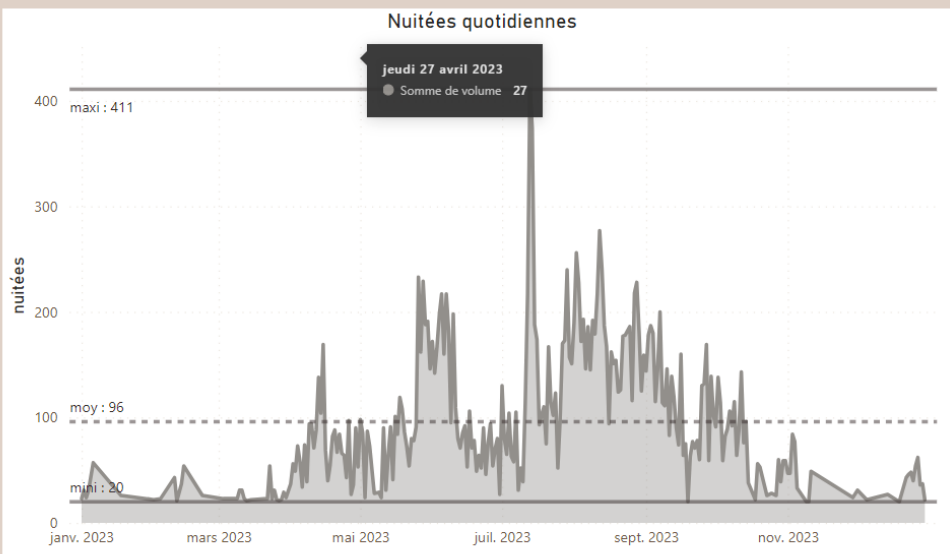 Nuitées quotidiennes
jeudi 27 avril 2023
Somme de volume 27
400
maxi : 411
300
nuitées
200
100
moy : 96
mini : 20
0
janv. 2023 mars 2023 mai 2023 juil. 2023 sept. 2023 nov. 2023